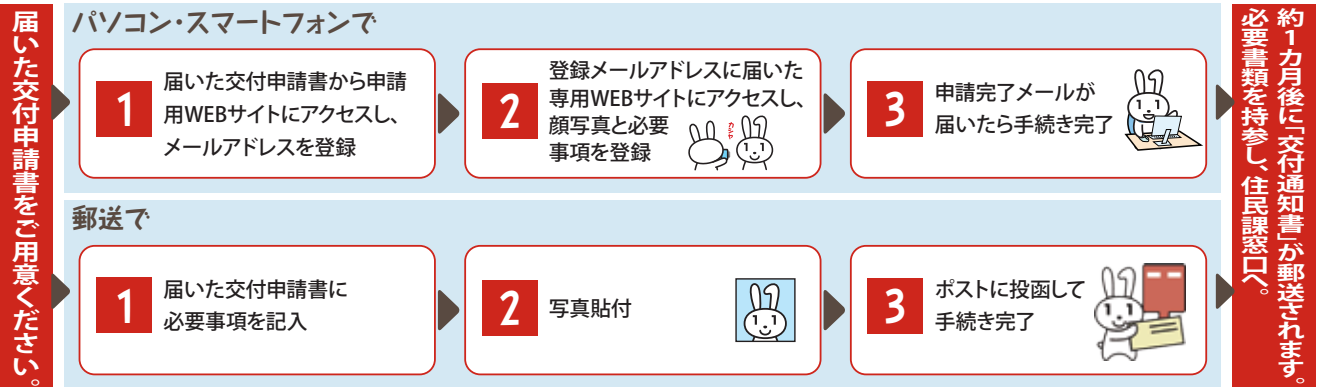 届いた交付申請書をご用意ください。
パソコン・スマートフォンで
1
届いた交付申請書から申請
用WEBサイトにアクセスし、
メールアドレスを登録
2
登録メールアドレスに届いた
専用WEBサイトにアクセスし、
顔写真と必要
事項を登録
カシャ
3
申請完了メールが
届いたら手続き完了
郵送で
1
届いた交付申請書に
必要事項を記入
2
写真貼付
3
ポストに投函して
手続き完了
約1カ月後に「交付通知書」が郵送されます。
必要書類を持参し、住民課窓口へ。